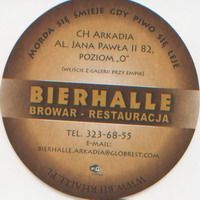 MORDA SIĘ ŚMIEJE GDY PIWO SIĘ LEJE
CH ARKADIA
AL. JANA PAWŁA II 82,
POZIOM „0"
(WEJŚCIE Z GALERII PRZY EMPIK)
BIERHALLE
BROWAR - RESTAURACJA
TEL. 323-68-55
E-MAIL:
BIERHALLE.ARKADIA@GLOBREST.COM
WWW.BIERHALLE.PL